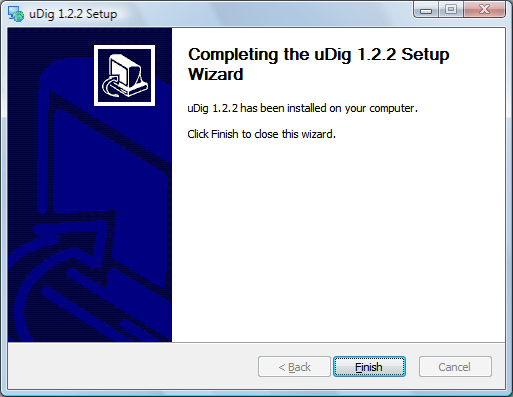 uDig 1.2.2 Setup
Completing the uDig 1.2.2 Setup
Wizard
uDig 1.2.2 has been installed on your computer.
Click Finish to close this wizard.
< Back
Finish
Cancel